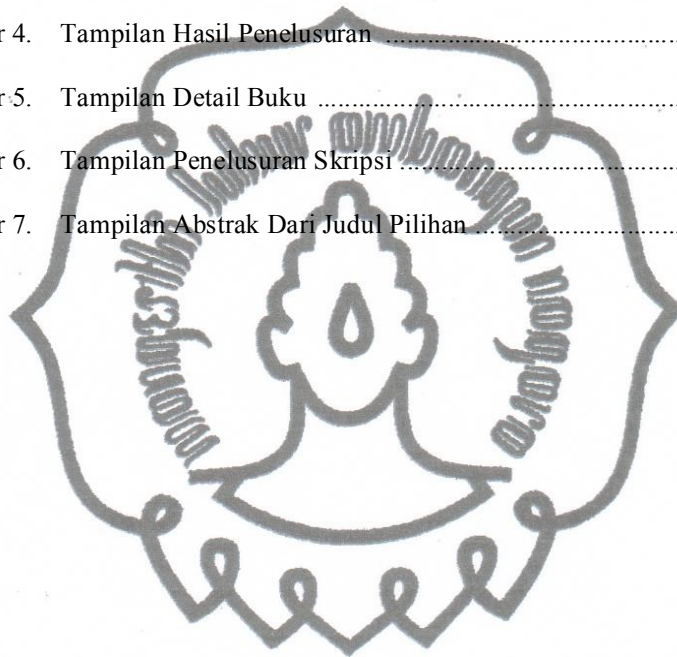 r 4. Tampilan Hasil Penelusuran ........................................
r 5. Tampilan Detail Buku ........................................
r 6. Tampilan Penelusuran Skripsi ........................................
r 7. Tampilan Abstrak Dari Judul Pilihan ........................................